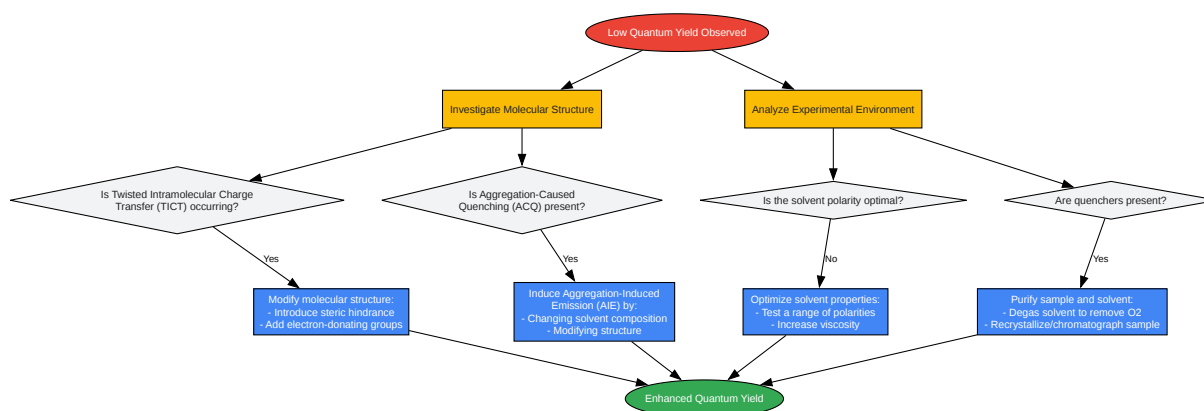 Low Quantum Yield Observed
Investigate Molecular Structure
Analyze Experimental Environment
Is Twisted Intramolecular Charge
Transfer (TICT) occurring?
Is Aggregation-Caused
Quenching (ACQ) present?
Is the solvent polarity optimal?
Are quenchers present?
Yes
Yes
No
Yes
Modify molecular structure:
- Introduce steric hindrance
- Add electron-donating groups
Induce Aggregation-Induced
Emission (AIE) by:
- Changing solvent composition
- Modifying structure
Optimize solvent properties:
- Test a range of polarities
- Increase viscosity
Purify sample and solvent:
- Degas solvent to remove O2
- Recrystallize/chromatograph sample
Enhanced Quantum Yield